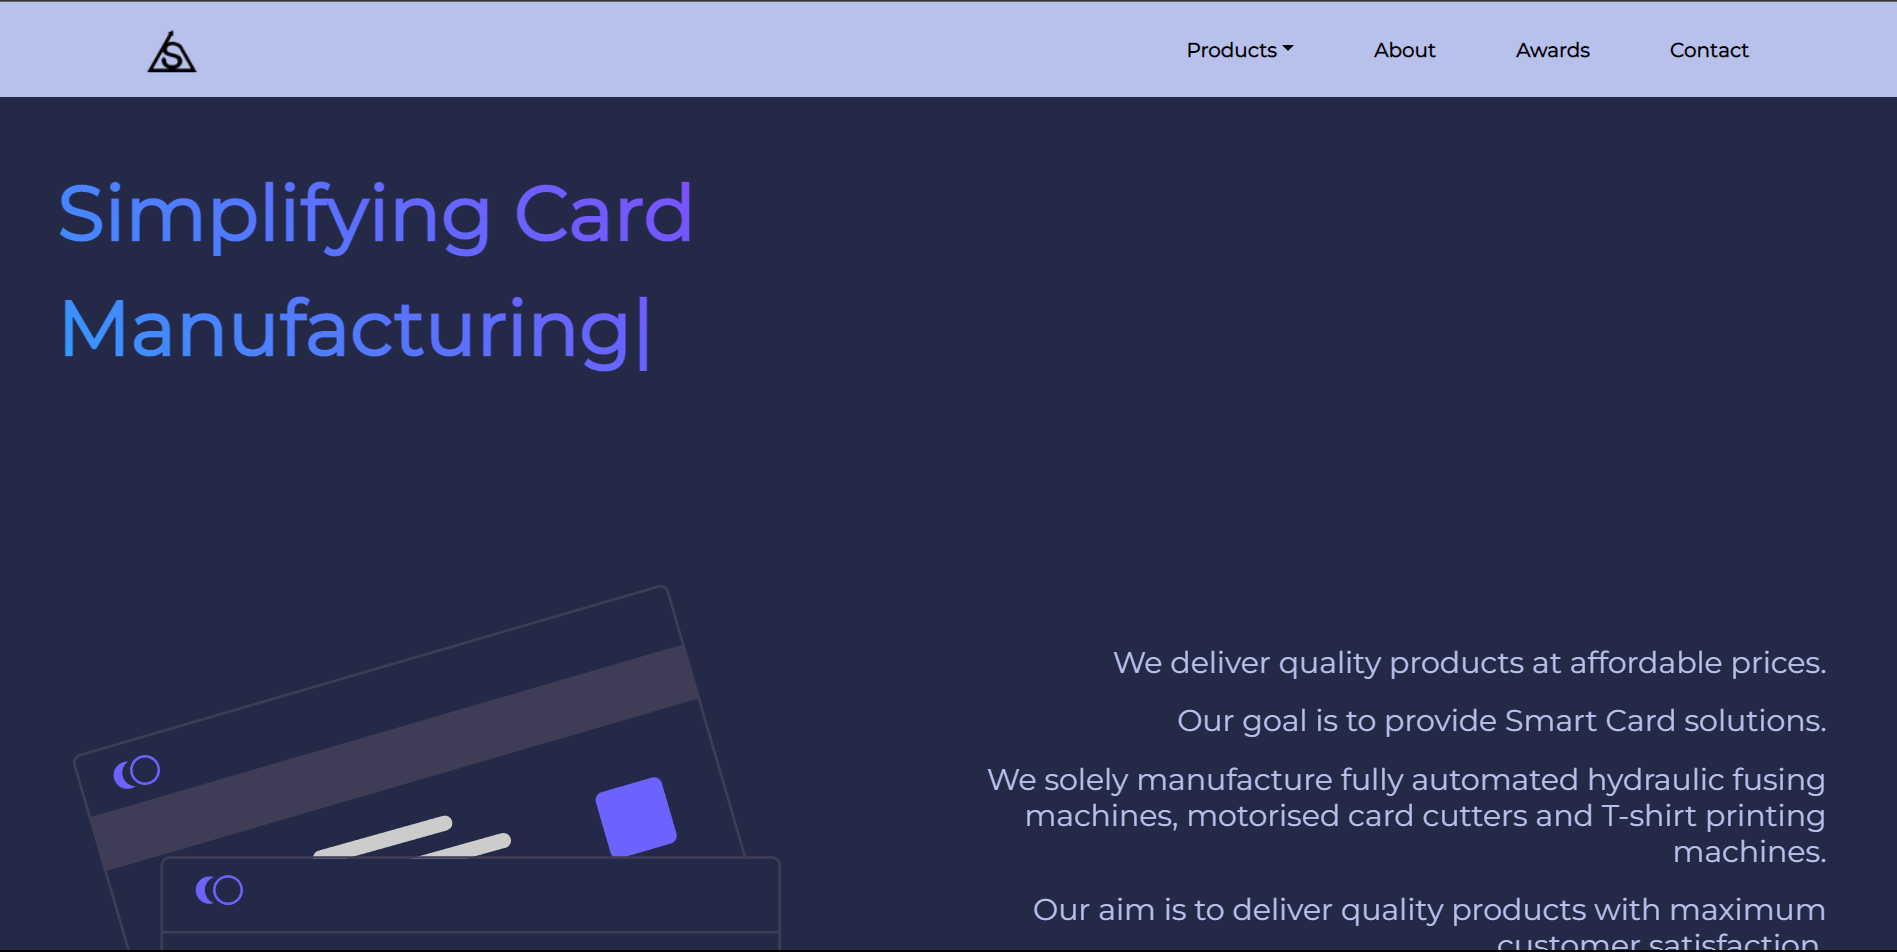 S
Products
About
Awards
Contact
Simplifying Card
Manufacturing|
We deliver quality products at affordable prices.
Our goal is to provide Smart Card solutions.
We solely manufacture fully automated hydraulic fusing
machines, motorised card cutters and T-shirt printing
machines.
Our aim is to deliver quality products with maximum
customer satisfaction.